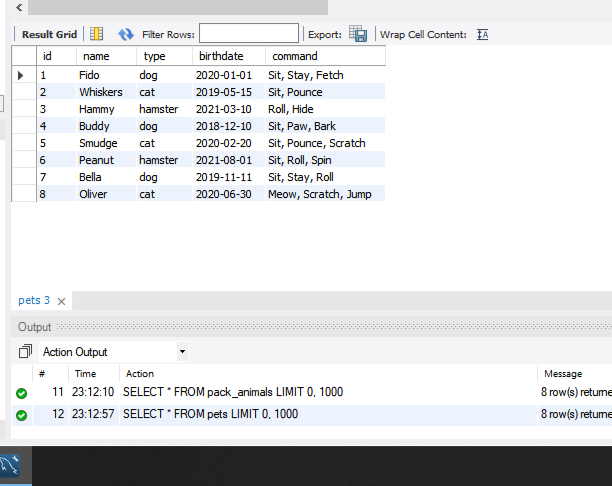 Result Grid Filter Rows: Export: Wrap Cell Content:
id name type birthdate command
1 Fido dog 2020-01-01 Sit, Stay, Fetch
2 Whiskers cat 2019-05-15 Sit, Pounce
3 Hammy hamster 2021-03-10 Roll, Hide
4 Buddy dog 2018-12-10 Sit, Paw, Bark
5 Smudge cat 2020-02-20 Sit, Pounce, Scratch
6 Peanut hamster 2021-08-01 Sit, Roll, Spin
7 Bella dog 2019-11-11 Sit, Stay, Roll
8 Oliver cat 2020-06-30 Meow, Scratch, Jump
pets 3
Output
Action Output
# Time Action Message
11 23:12:10 SELECT * FROM pack_animals LIMIT 0, 1000 8 row(s) returne
12 23:12:57 SELECT * FROM pets LIMIT 0, 1000 8 row(s) returne